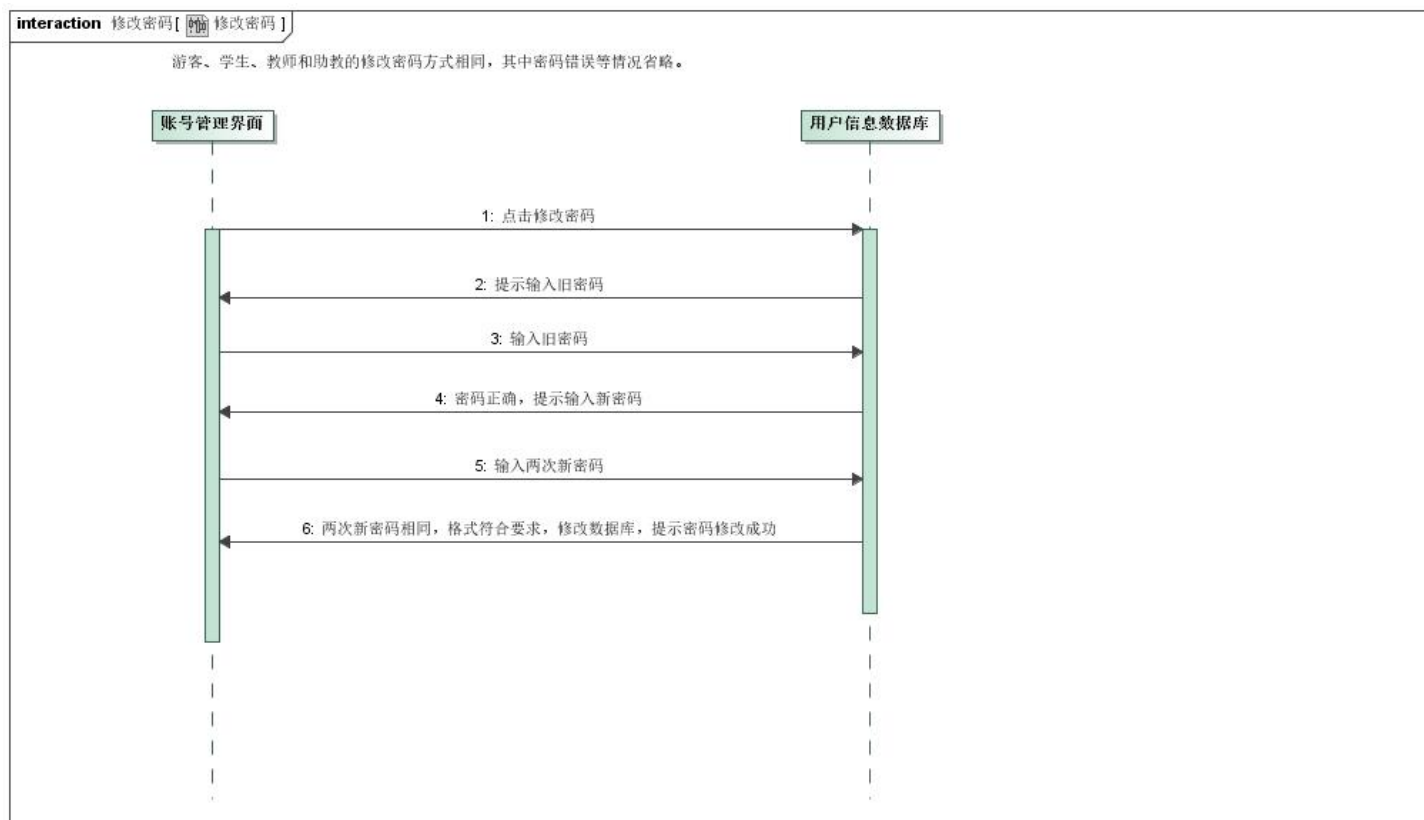 interaction 修改密码[ 修改密码 ]
游客、学生、教师和助教的修改密码方式相同，其中密码错误等情况省略。
账号管理界面
用户信息数据库
1: 点击修改密码
2: 提示输入旧密码
3: 输入旧密码
4: 密码正确，提示输入新密码
5: 输入两次新密码
6: 两次新密码相同，格式符合要求，修改数据库，提示密码修改成功